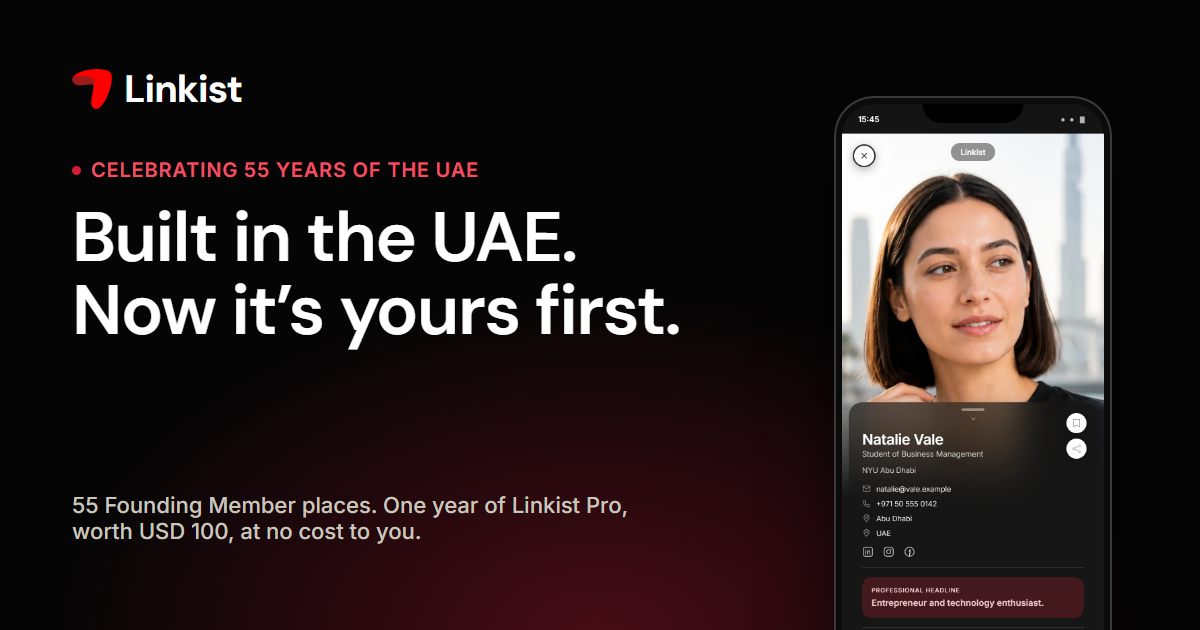 Linkist
CELEBRATING 55 YEARS OF THE UAE
Built in the UAE.
Now it’s yours first.
55 Founding Member places. One year of Linkist Pro,
worth USD 100, at no cost to you.
15:45
Linkist
Natalie Vale
Student of Business Management
NYU Abu Dhabi
natalie@vale.example
+971 50 555 0142
Abu Dhabi
UAE
PROFESSIONAL HEADLINE
Entrepreneur and technology enthusiast.